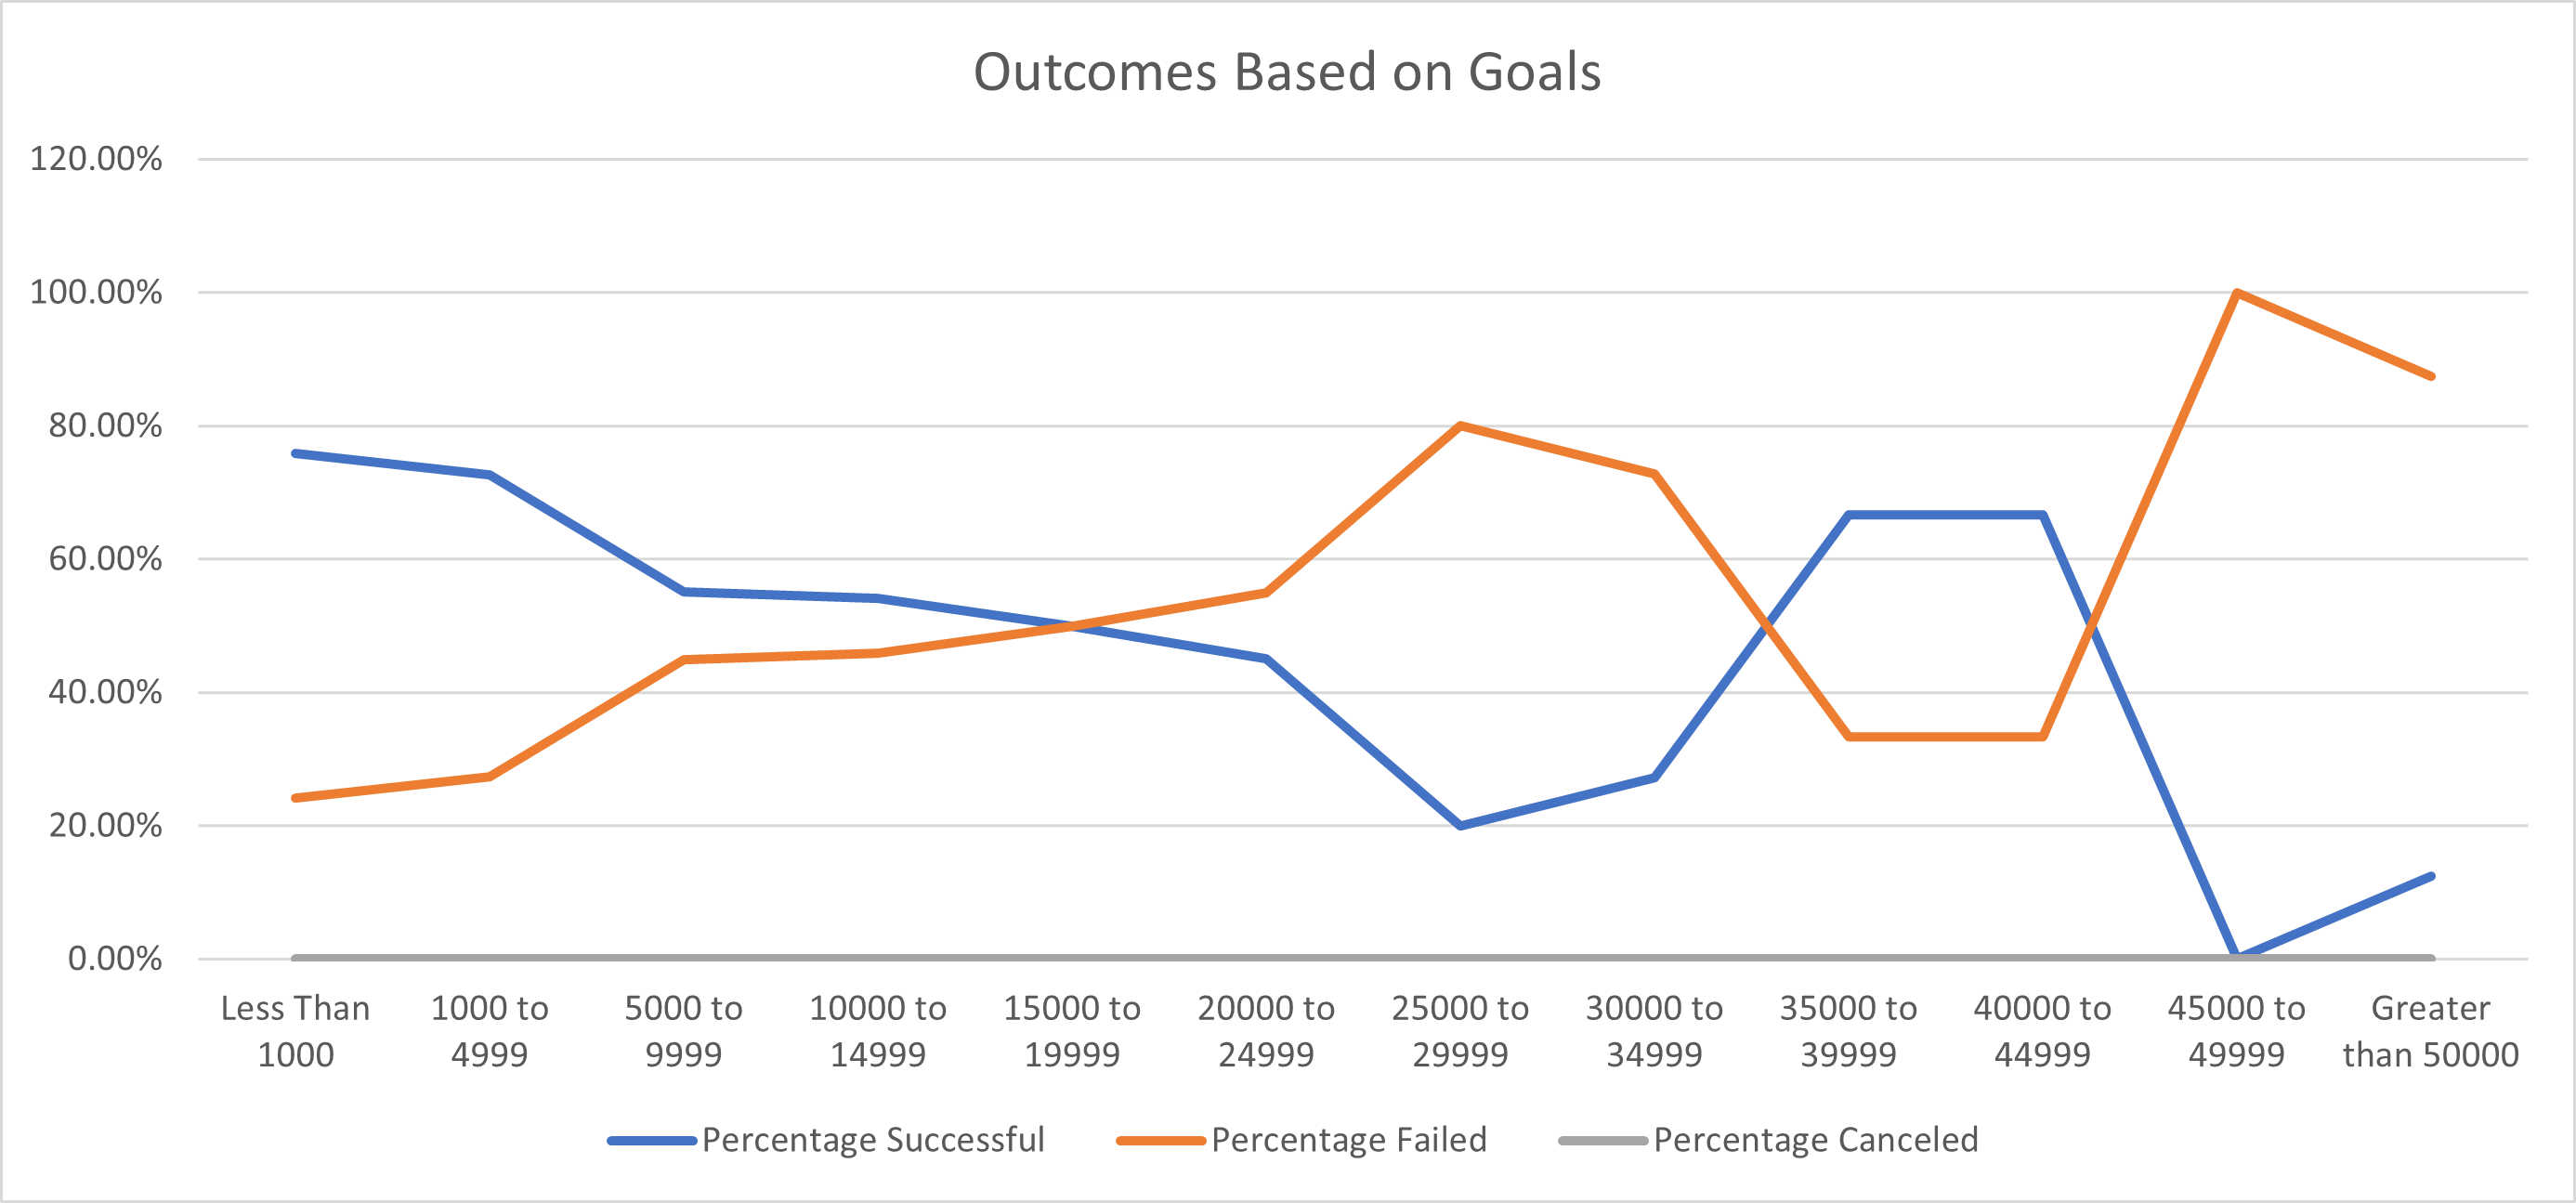 Outcomes Based on Goals
120.00%
100.00%
80.00%
60.00%
40.00%
20.00%
0.00%
Less Than 1000 to 5000 to 10000 to 15000 to 20000 to 25000 to 30000 to 35000 to 40000 to 45000 to Greater
1000 4999 9999 14999 19999 24999 29999 34999 39999 44999 49999 than 50000
Percentage Successful Percentage Failed Percentage Canceled